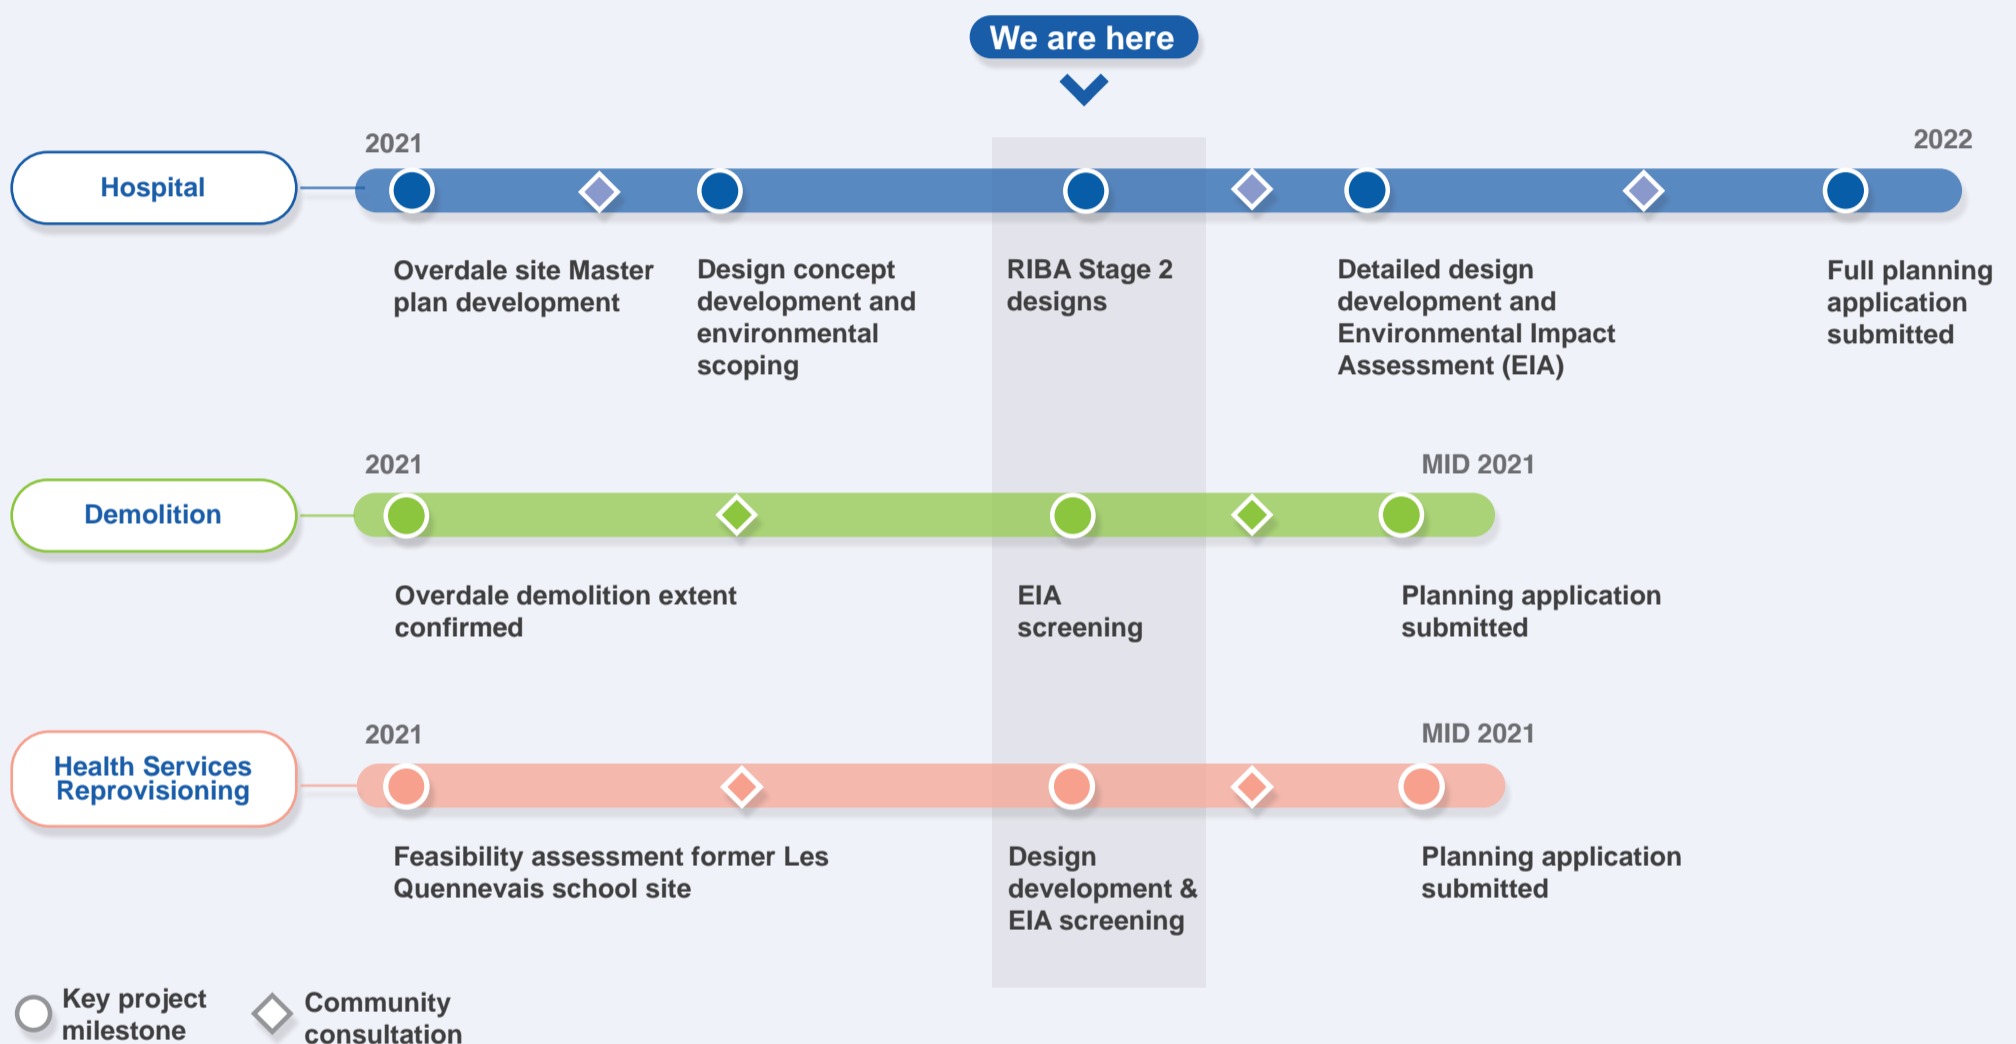 We are here
2021
2022
Hospital
Overdale site Master
plan development
Design concept
development and
environmental
scoping
RIBA Stage 2
designs
Detailed design
development and
Environmental Impact
Assessment (EIA)
Full planning
application
submitted
2021
MID 2021
Demolition
Overdale demolition extent
confirmed
EIA
screening
Planning application
submitted
2021
MID 2021
Health Services
Reprovisioning
Feasibility assessment former Les
Quennevais school site
Design
development &
EIA screening
Planning application
submitted
Key project
milestone
Community
consultation